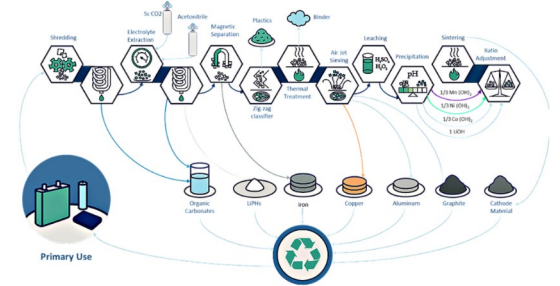 Sc CO2
Acetonitrile
Shredding
Electrolyte
Extraction
Magnetic
Separation
Plastics
Binder
Leaching
Sintering
Ratio
Adjustment
H₂SO₄
H₂O₂
Precipitation
pH
Zig-zag
classifier
Thermal
Treatment
Air Jet
Sieving
1/3 Mn (OH)₂
1/3 Ni (OH)₂
1/3 Co (OH)₂
1 LiOH
Organic
Carbonates
LiPH₆
Iron
Copper
Aluminum
Graphite
Cathode
Material
Primary Use